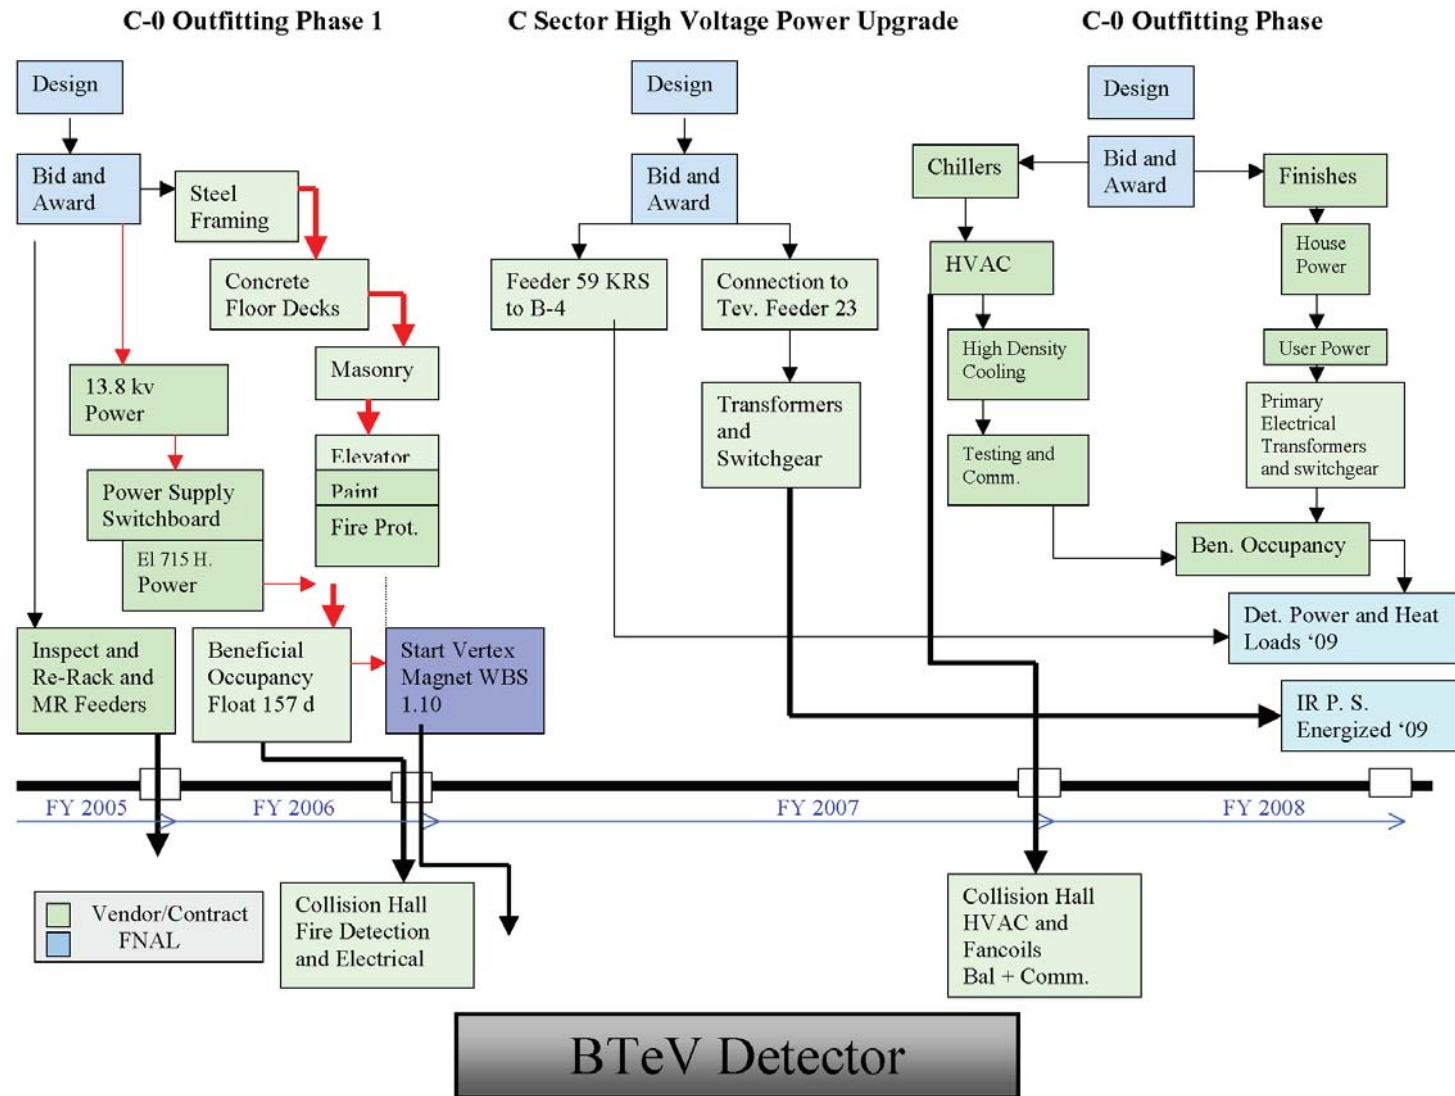 C-0 Outfitting Phase 1
C Sector High Voltage Power Upgrade
C-0 Outfitting Phase
Design
Bid and
Award
Steel
Framing
Concrete
Floor Decks
Masonry
Elevator
Paint
Fire Prot.
13.8 kv
Power
Power Supply
Switchboard
El 715 H.
Power
Inspect and
Re-Rack and
MR Feeders
Beneficial
Occupancy
Float 157 d
Start Vertex
Magnet WBS
1.10
Design
Bid and
Award
Feeder 59 KRS
to B-4
Connection to
Tev. Feeder 23
Transformers
and
Switchgear
Design
Bid and
Award
Chillers
HVAC
High Density
Cooling
Testing and
Comm.
Finishes
House
Power
User Power
Primary
Electrical
Transformers
and switchgear
Ben. Occupancy
Det. Power and Heat
Loads ‘09
IR P. S.
Energized ‘09
FY 2005
FY 2006
FY 2007
FY 2008
Vendor/Contract
FNAL
Collision Hall
Fire Detection
and Electrical
Collision Hall
HVAC and
Fancoils
Bal + Comm.
BTeV Detector